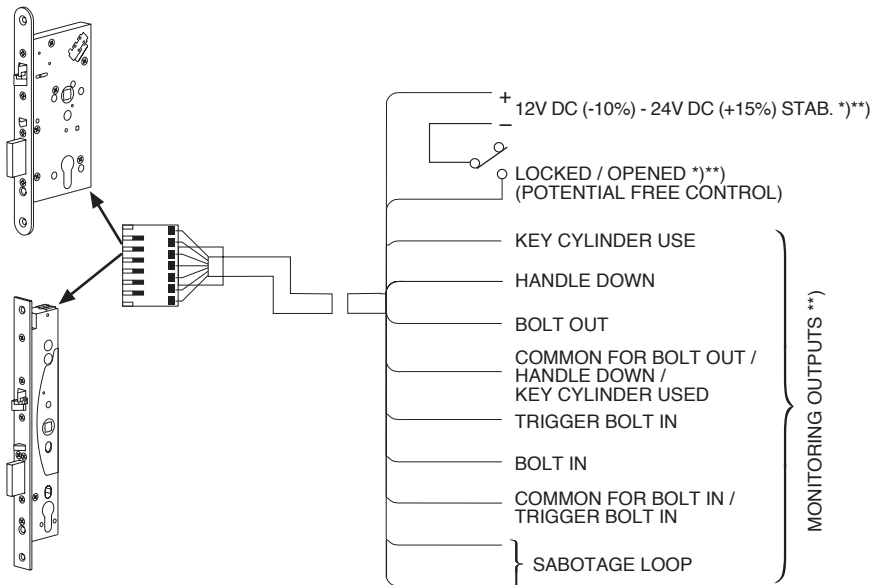 +
12V DC (-10%) - 24V DC (+15%) STAB. *)**)
–
LOCKED / OPENED *)**)
(POTENTIAL FREE CONTROL)
KEY CYLINDER USE
HANDLE DOWN
BOLT OUT
COMMON FOR BOLT OUT /
HANDLE DOWN /
KEY CYLINDER USED
TRIGGER BOLT IN
BOLT IN
COMMON FOR BOLT IN /
TRIGGER BOLT IN
SABOTAGE LOOP
MONITORING OUTPUTS **)